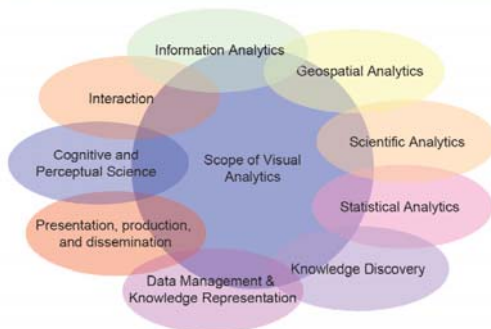 Information Analytics
Geospatial Analytics
Interaction
Scientific Analytics
Cognitive and
Perceptual Science
Scope of Visual
Analytics
Statistical Analytics
Presentation, production,
and dissemination
Knowledge Discovery
Data Management &
Knowledge Representation